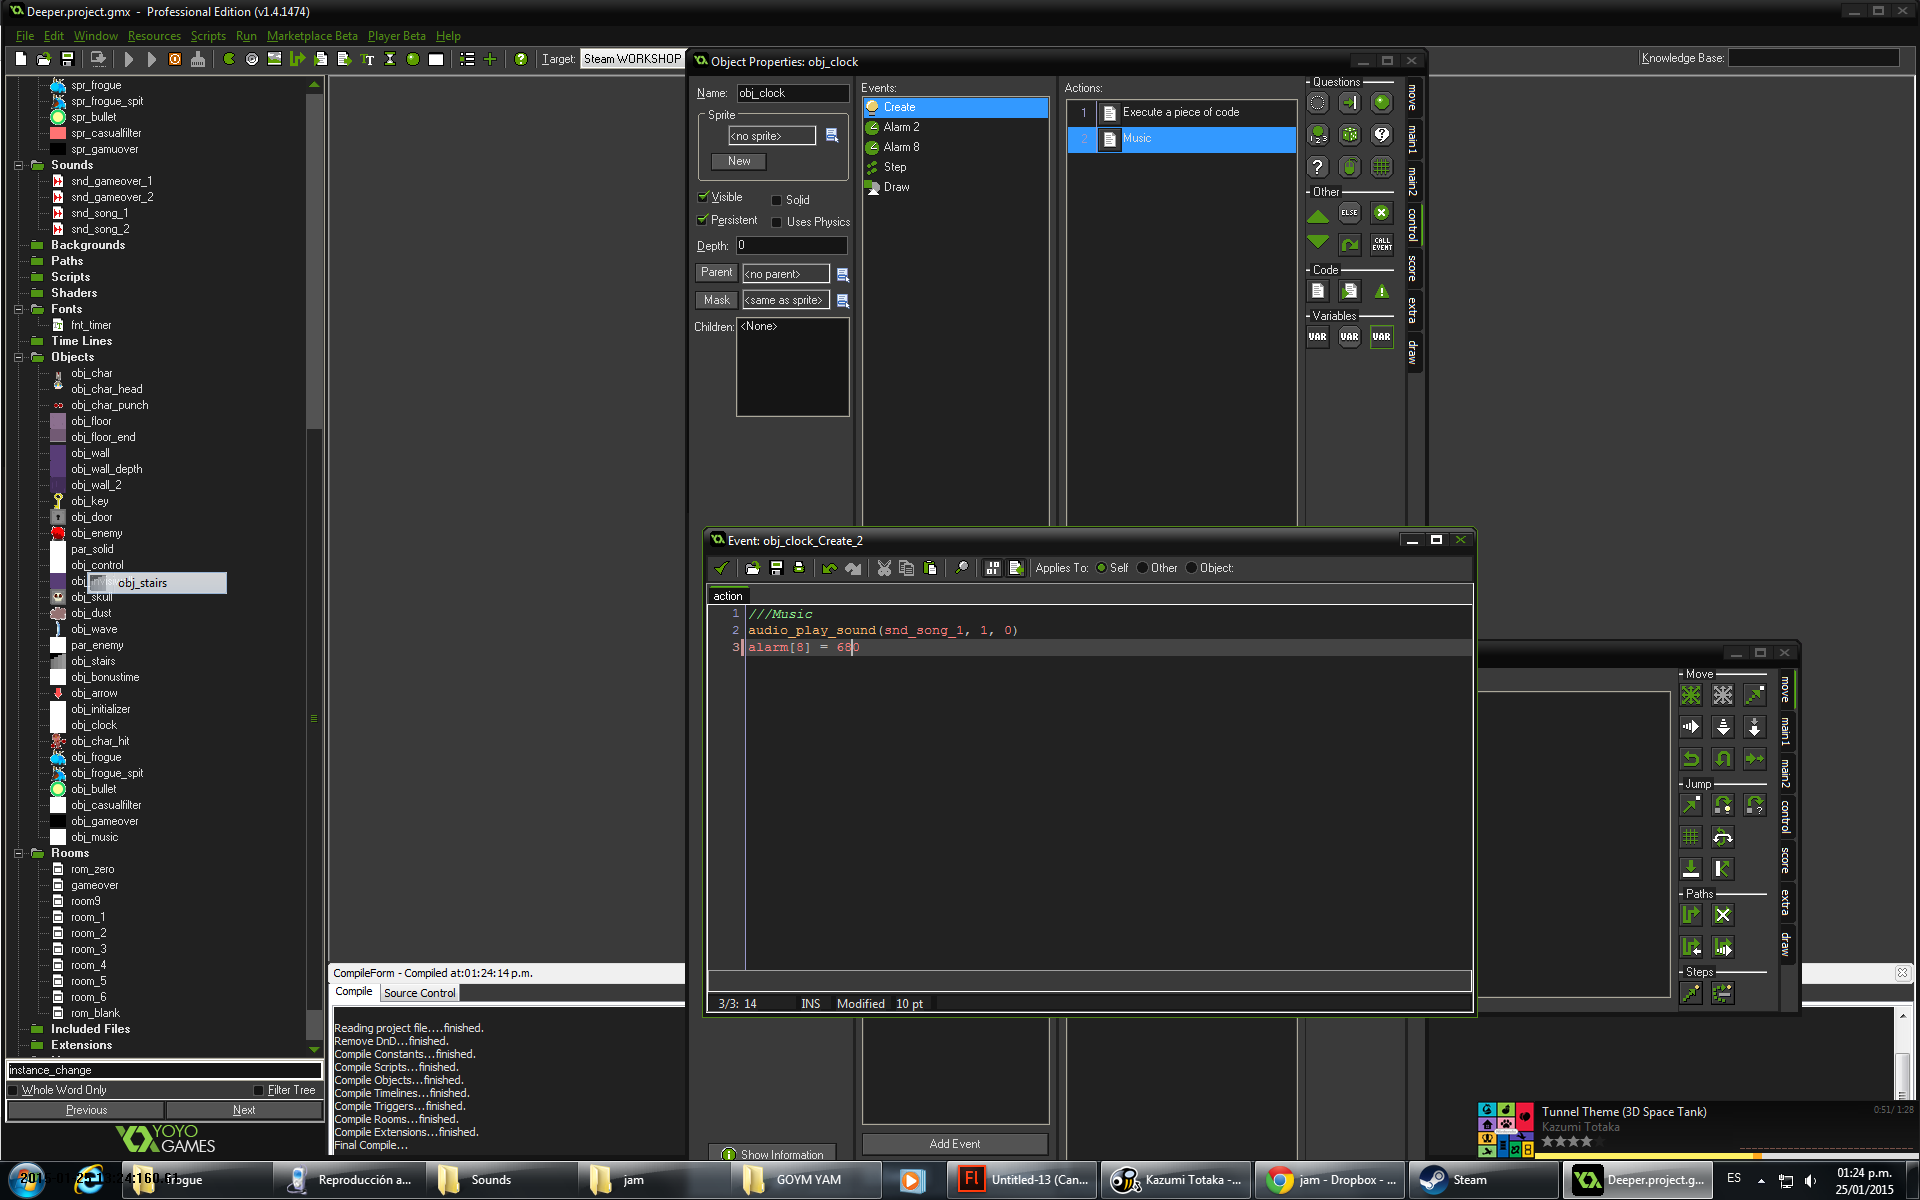 Deeper.project.gmx - Professional Edition (v1.4.1474)
File Edit Window Resources Scripts Run Marketplace Beta Player Beta Help
Target: Steam WORKSHOP
Knowledge Base:
spr_frogue
spr_frogue_spit
spr_bullet
spr_casualfilter
spr_gamuover
Sounds
snd_gameover_1
snd_gameover_2
snd_song_1
snd_song_2
Backgrounds
Paths
Scripts
Shaders
Fonts
fnt_timer
Time Lines
Objects
obj_char
obj_char_head
obj_char_punch
obj_floor
obj_floor_end
obj_wall
obj_wall_depth
obj_wall_2
obj_key
obj_door
obj_enemy
par_solid
obj_control
obj_stairs
obj_skull
obj_dust
obj_wave
par_enemy
obj_stairs
obj_bonustime
obj_arrow
obj_initializer
obj_clock
obj_char_hit
obj_frogue
obj_frogue_spit
obj_bullet
obj_casualfilter
obj_gameover
obj_music
Rooms
rom_zero
gameover
room9
room_1
room_2
room_3
room_4
room_5
room_6
rom_blank
Included Files
Extensions
instance_change
Whole Word Only Filter Tree
Previous Next
YOYO GAMES
Object Properties: obj_clock
Name: obj_clock
Sprite
<no sprite>
New
Visible Solid
Persistent Uses Physics
Depth: 0
Parent <no parent>
Mask <same as sprite>
Children: <None>
Show Information
Events:
Create
Alarm 2
Alarm 8
Step
Draw
Add Event
Actions:
1 Execute a piece of code
2 Music
Questions
Other
ELSE
CALL EVENT
Code
Variables
VAR VAR VAR
move
main1
main2
control
score
extra
draw
Event: obj_clock_Create_2
Applies To: Self Other Object:
action
1 ///Music
2 audio_play_sound(snd_song_1, 1, 0)
3 alarm[8] = 680
3/3: 14 INS Modified 10 pt
Move
Jump
Paths
Steps
move
main1
main2
control
score
extra
draw
CompileForm - Compiled at:01:24:14 p.m.
Compile Source Control
Reading project file....finished.
Remove DnD...finished.
Compile Constants...finished.
Compile Scripts...finished.
Compile Objects...finished.
Compile Timelines...finished.
Compile Triggers...finished.
Compile Rooms...finished.
Compile Extensions...finished.
Final Compile...
Tunnel Theme (3D Space Tank)
Kazumi Totaka
0:51/ 1:28
frogue
Reproducción a...
Sounds
jam
GOYM YAM
Untitled-13 (Can...
Kazumi Totaka -...
jam - Dropbox - ...
Steam
Deeper.project.g...
ES
01:24 p.m.
25/01/2015